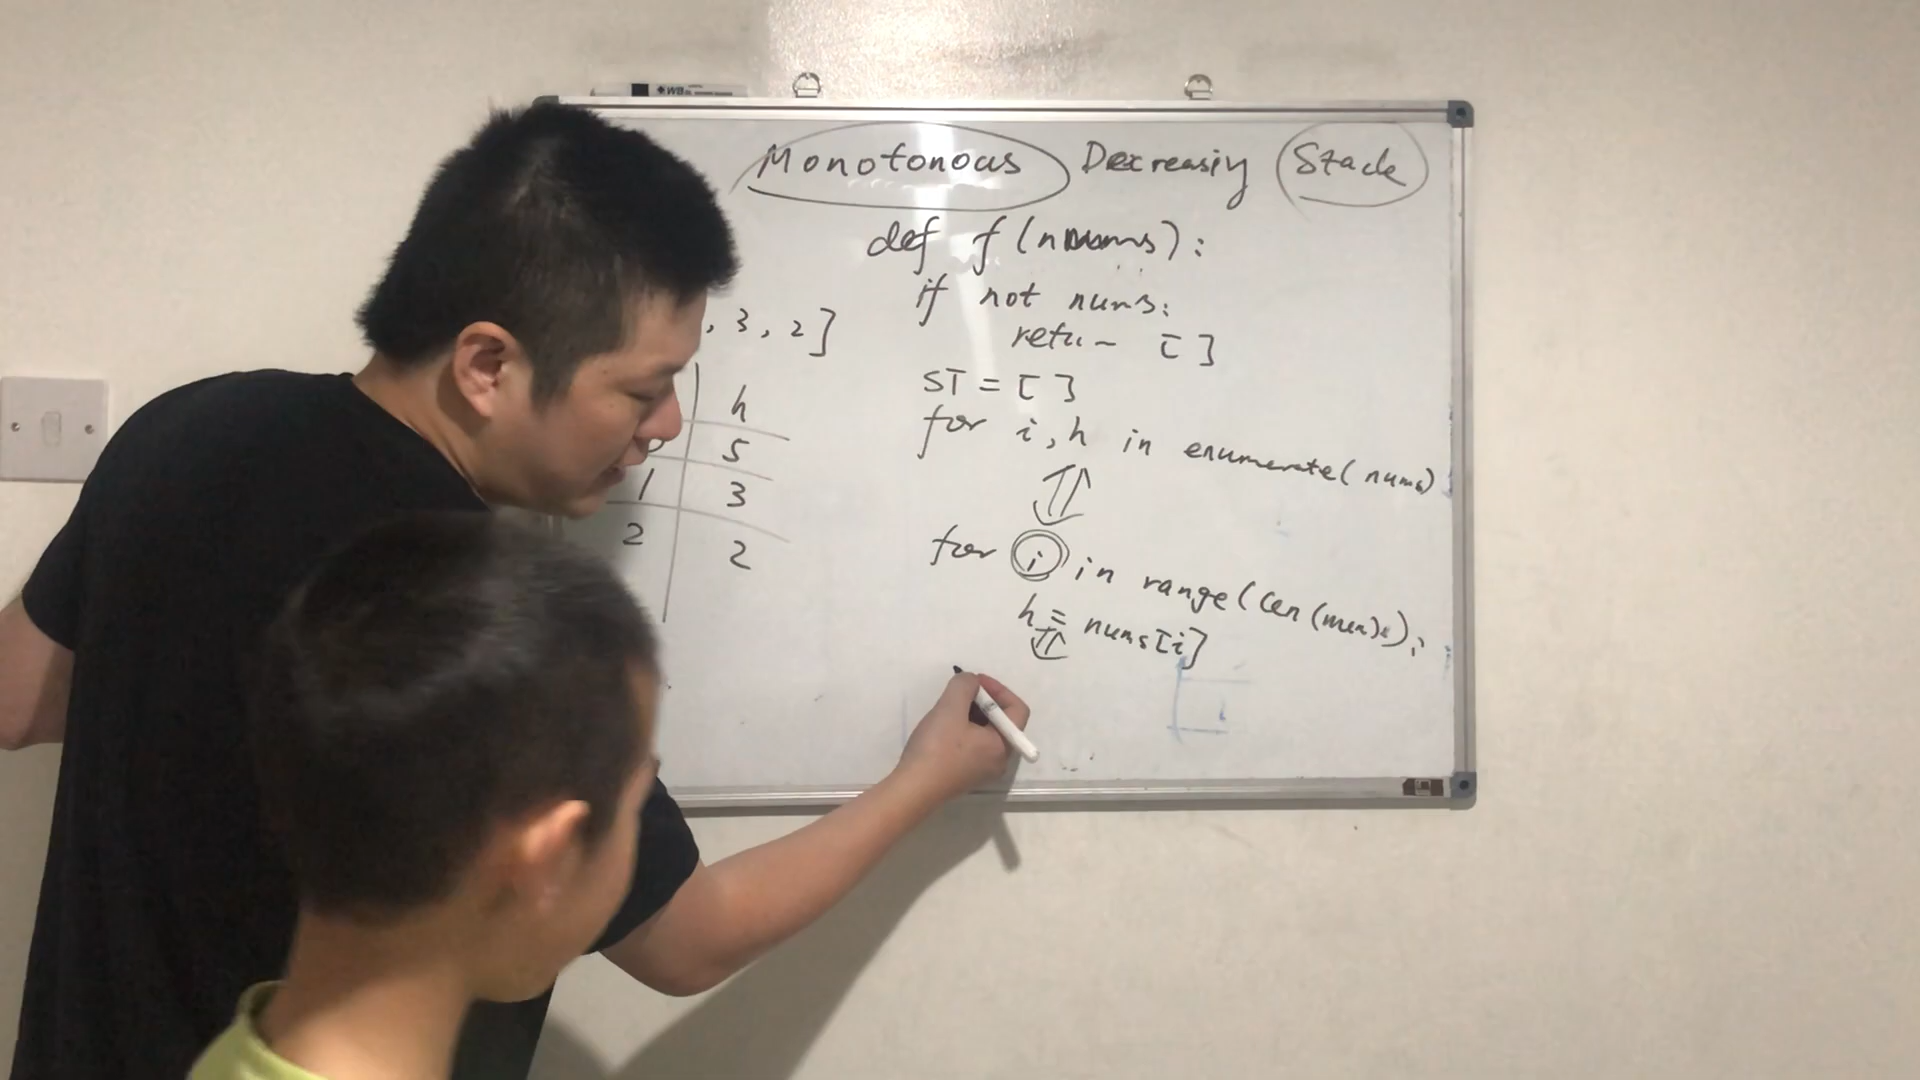 WB
Monotonous Decreasing Stack
def f(nums):
if not nums:
return []
, 3, 2]
ST = []
h
for i, h in enumerate(nums)
5
1 3
2 2
for i in range(len(nums)):
h = nums[i]